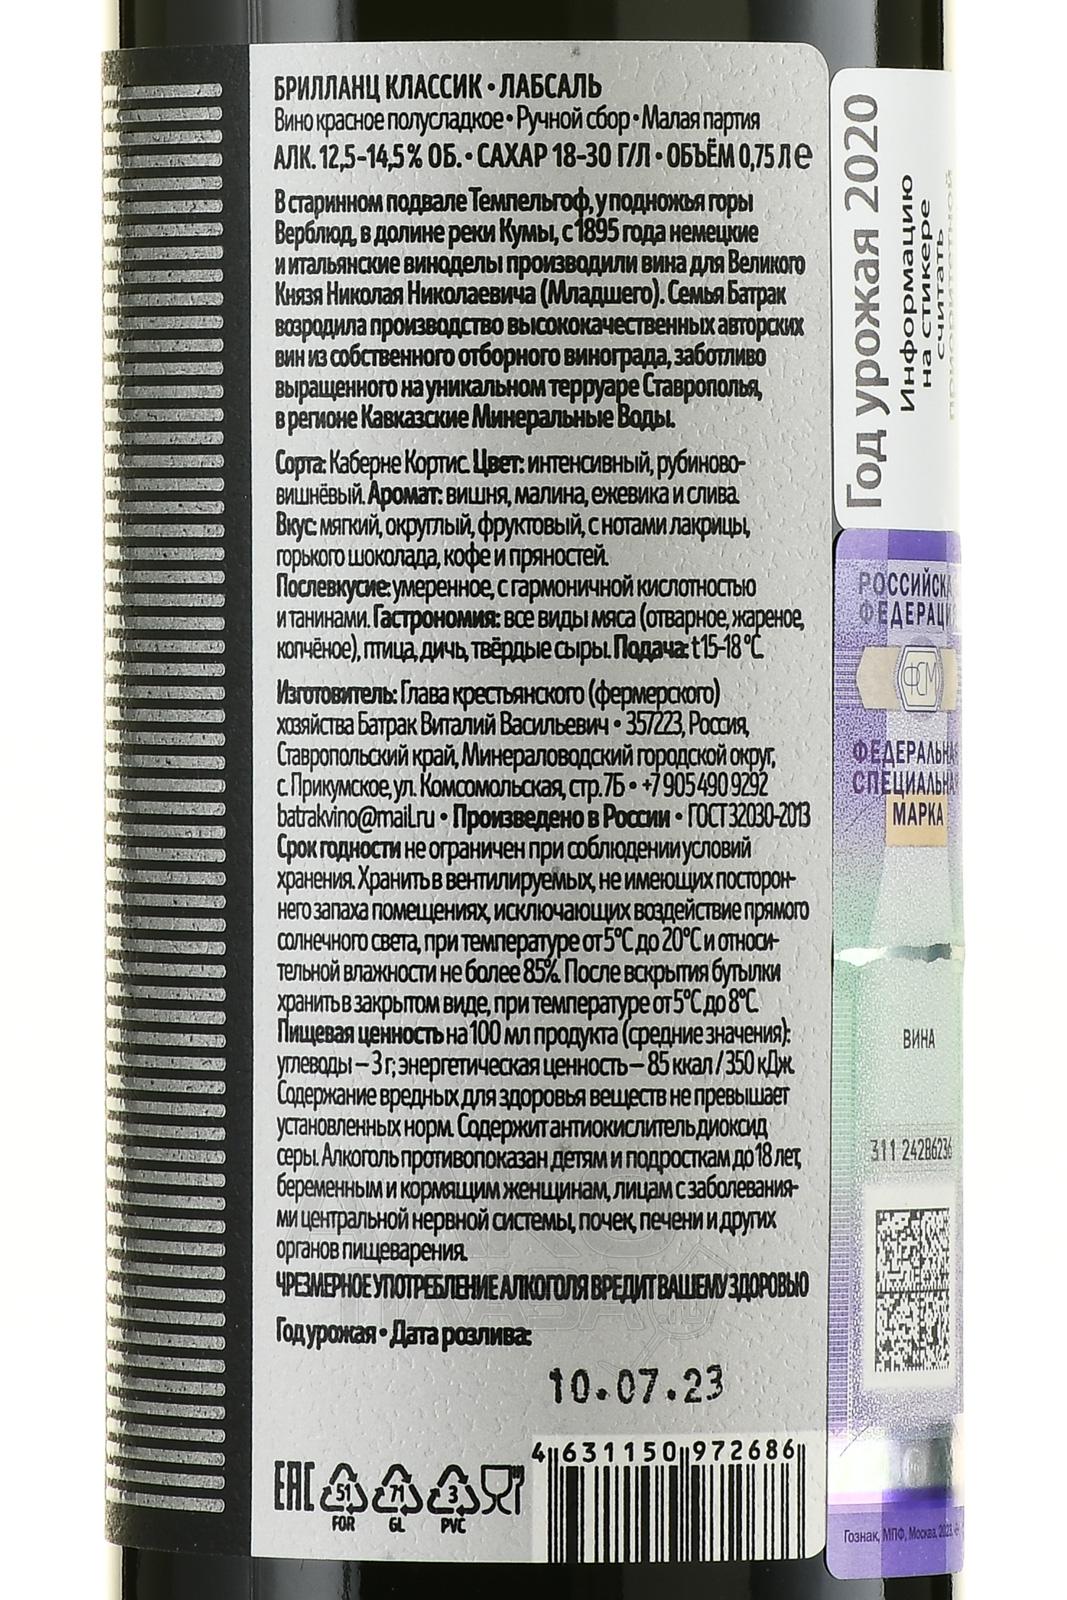 БРИЛЛАНЦ КЛАССИК • ЛАБСАЛЬ
Вино красное полусладкое • Ручной сбор • Малая партия
АЛК. 12,5-14,5% ОБ. • САХАР 18-30 Г/Л • ОБЪЁМ 0,75 Л e
В старинном подвале Темпельгоф, у подножья горы
Верблюд, в долине реки Кумы, с 1895 года немецкие
и итальянские виноделы производили вина для Великого
Князя Николая Николаевича (Младшего). Семья Батрак
возродила производство высококачественных авторских
вин из собственного отборного винограда, заботливо
выращенного на уникальном терруаре Ставрополья,
в регионе Кавказские Минеральные Воды.
Сорта: Каберне Кортис. Цвет: интенсивный, рубиново-
вишнёвый. Аромат: вишня, малина, ежевика и слива.
Вкус: мягкий, округлый, фруктовый, с нотами лакрицы,
горького шоколада, кофе и пряностей.
Послевкусие: умеренное, с гармоничной кислотностью
и танинами. Гастрономия: все виды мяса (отварное, жареное,
копчёное), птица, дичь, твёрдые сыры. Подача: t 15-18 °С.
Изготовитель: Глава крестьянского (фермерского)
хозяйства Батрак Виталий Васильевич • 357223, Россия,
Ставропольский край, Минераловодский городской округ,
с. Прикумское, ул. Комсомольская, стр. 7Б • +7 905 490 9292
batrakvino@mail.ru • Произведено в России • ГОСТ 32030-2013
Срок годности не ограничен при соблюдении условий
хранения. Хранить в вентилируемых, не имеющих посторон-
него запаха помещениях, исключающих воздействие прямого
солнечного света, при температуре от 5°С до 20°С и относи-
тельной влажности не более 85%. После вскрытия бутылки
хранить в закрытом виде, при температуре от 5°С до 8°С.
Пищевая ценность на 100 мл продукта (средние значения):
углеводы – 3 г; энергетическая ценность – 85 ккал / 350 кДж.
Содержание вредных для здоровья веществ не превышает
установленных норм. Содержит антиокислитель диоксид
серы. Алкоголь противопоказан детям и подросткам до 18 лет,
беременным и кормящим женщинам, лицам с заболевания-
ми центральной нервной системы, почек, печени и других
органов пищеварения.
ЧРЕЗМЕРНОЕ УПОТРЕБЛЕНИЕ АЛКОГОЛЯ ВРЕДИТ ВАШЕМУ ЗДОРОВЬЮ
Год урожая • Дата розлива:
10.07.23
4 631150 972686
EAC
51
FOR
71
GL
3
PVC
Год урожая 2020
Информацию
на стикере
считать
РОССИЙСКА
ФЕДЕРАЦИЯ
ФСМ
ФЕДЕРАЛЬНА
СПЕЦИАЛЬНА
МАРКА
ВИНА
311 24286236
Гознак, МПФ, Москва, 2023